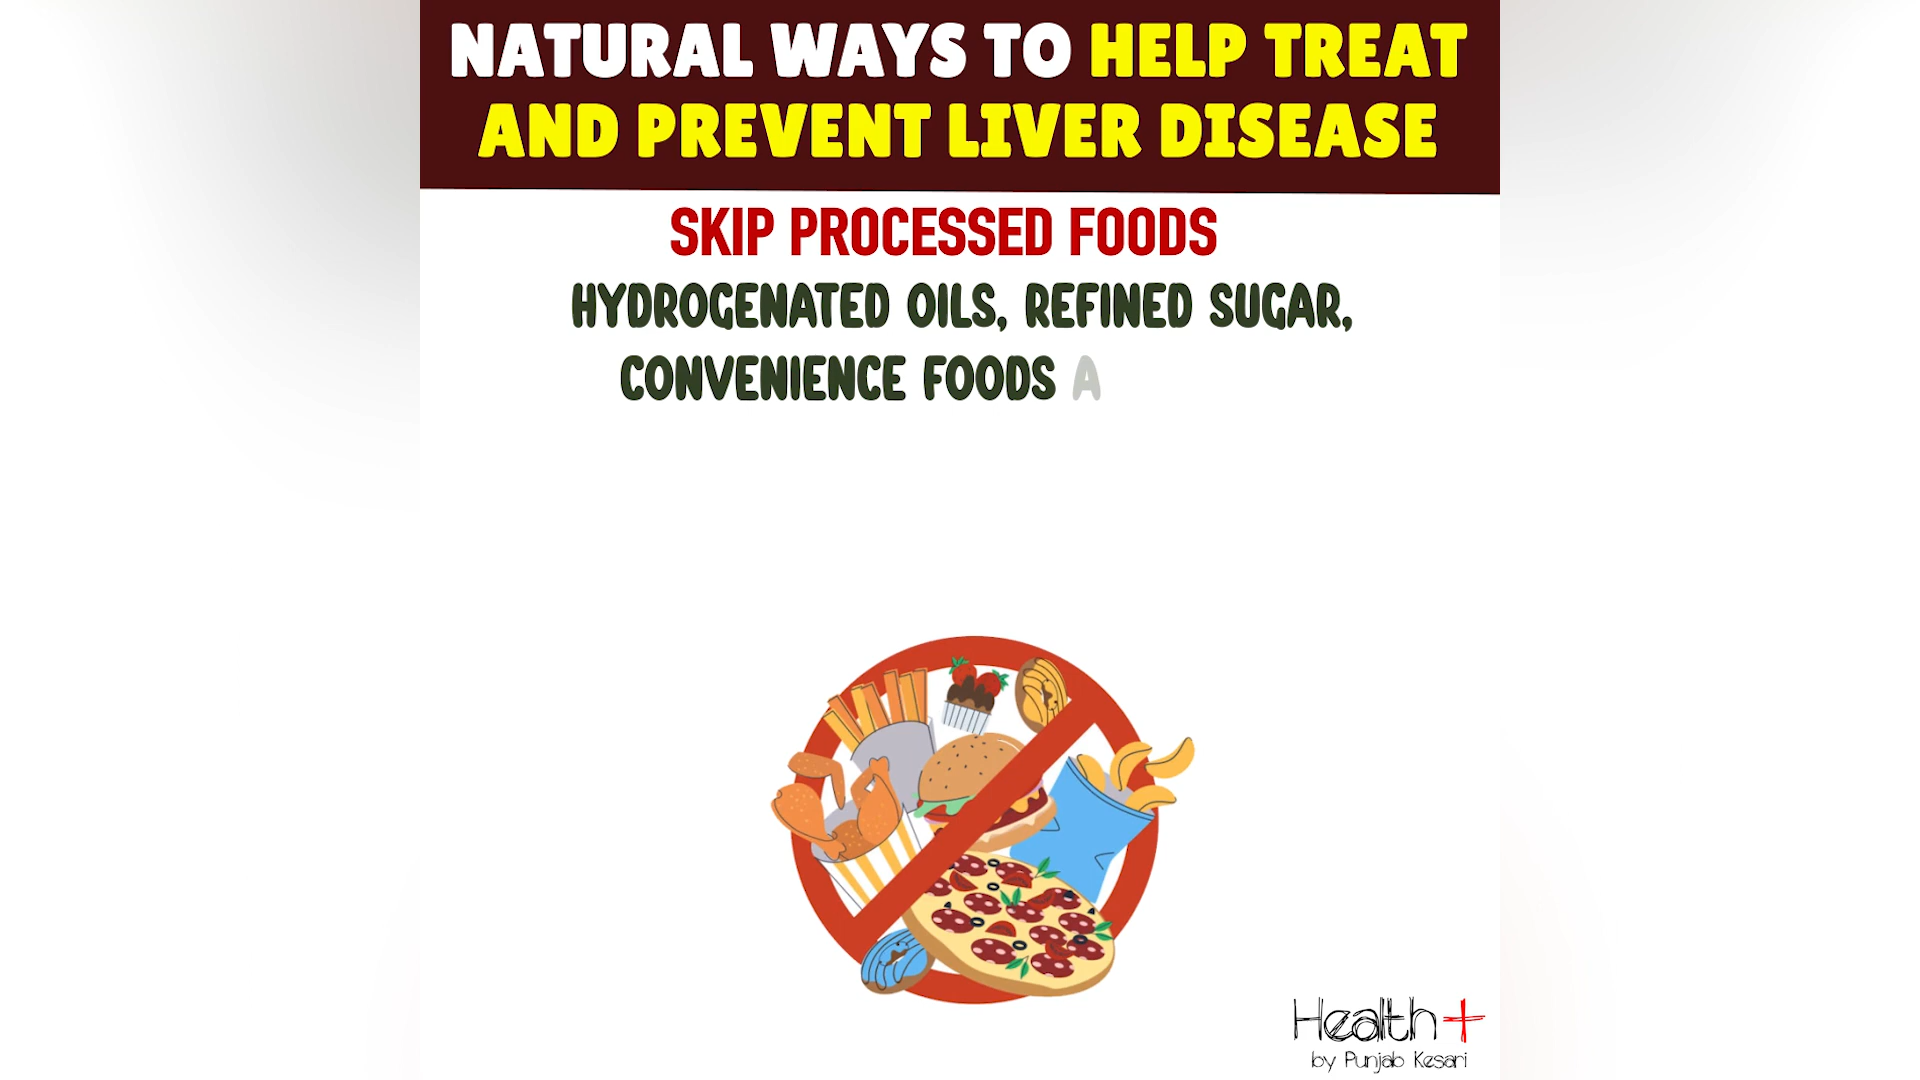 NATURAL WAYS TO HELP TREAT
AND PREVENT LIVER DISEASE
SKIP PROCESSED FOODS
HYDROGENATED OILS, REFINED SUGAR,
CONVENIENCE FOODS A
Health+
by Punjab Kesari